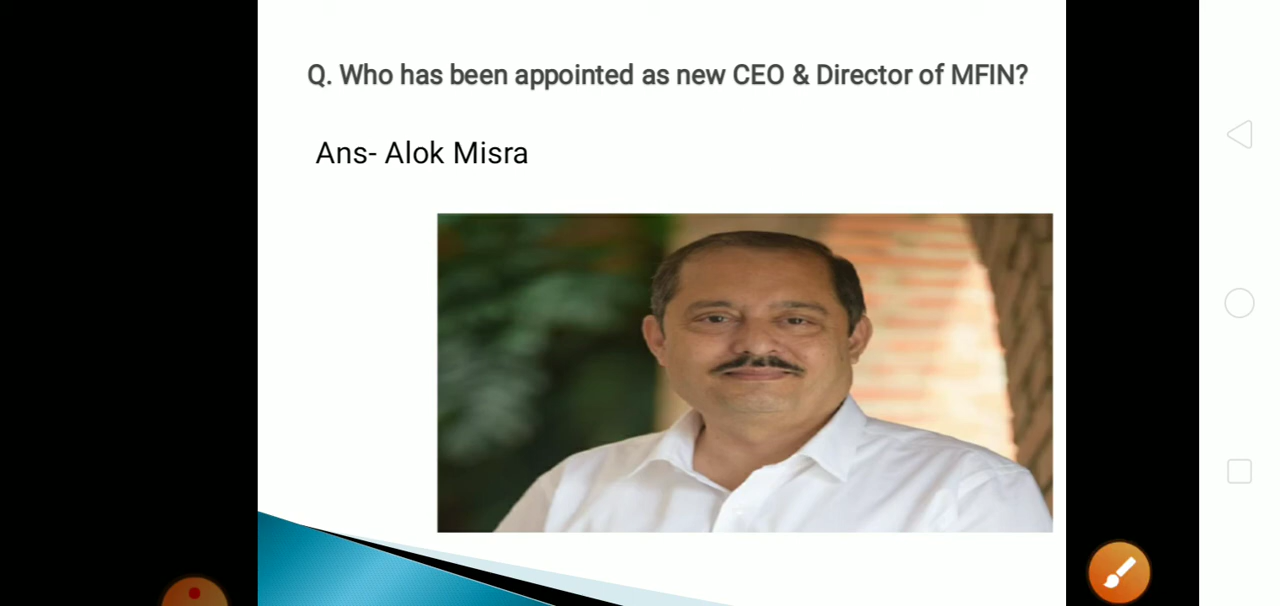 Q. Who has been appointed as new CEO & Director of MFIN?
Ans- Alok Misra